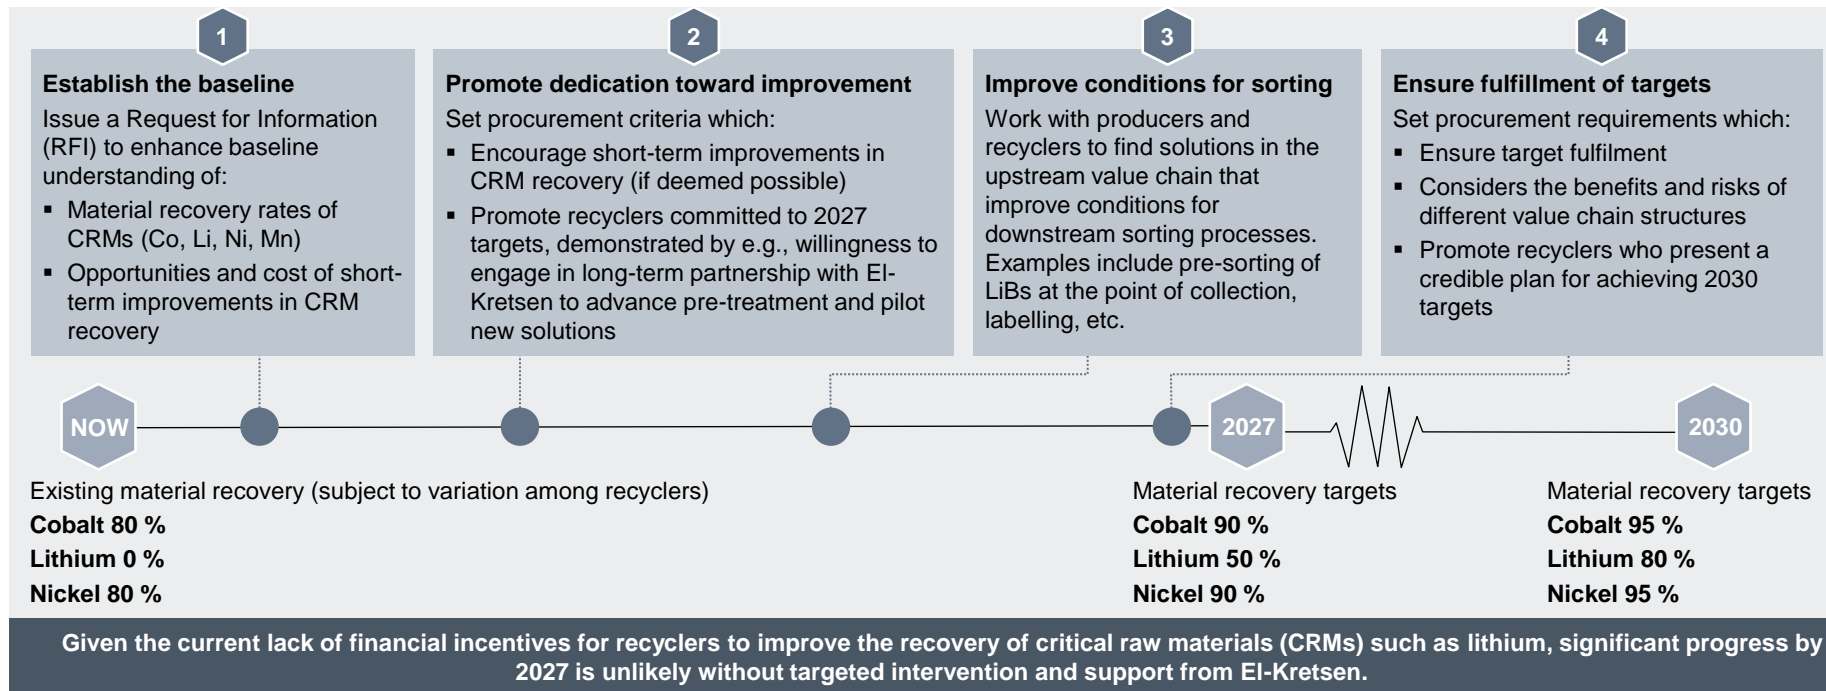 1
Establish the baseline
Issue a Request for Information
(RFI) to enhance baseline
understanding of:
▪ Material recovery rates of
CRMs (Co, Li, Ni, Mn)
▪ Opportunities and cost of short-
term improvements in CRM
recovery
2
Promote dedication toward improvement
Set procurement criteria which:
▪ Encourage short-term improvements in
CRM recovery (if deemed possible)
▪ Promote recyclers committed to 2027
targets, demonstrated by e.g., willingness to
engage in long-term partnership with El-
Kretsen to advance pre-treatment and pilot
new solutions
3
Improve conditions for sorting
Work with producers and
recyclers to find solutions in the
upstream value chain that
improve conditions for
downstream sorting processes.
Examples include pre-sorting of
LiBs at the point of collection,
labelling, etc.
4
Ensure fulfillment of targets
Set procurement requirements which:
▪ Ensure target fulfilment
▪ Considers the benefits and risks of
different value chain structures
▪ Promote recyclers who present a
credible plan for achieving 2030
targets
NOW
2027
2030
Existing material recovery (subject to variation among recyclers)
Cobalt 80 %
Lithium 0 %
Nickel 80 %
Material recovery targets
Cobalt 90 %
Lithium 50 %
Nickel 90 %
Material recovery targets
Cobalt 95 %
Lithium 80 %
Nickel 95 %
Given the current lack of financial incentives for recyclers to improve the recovery of critical raw materials (CRMs) such as lithium, significant progress by
2027 is unlikely without targeted intervention and support from El-Kretsen.